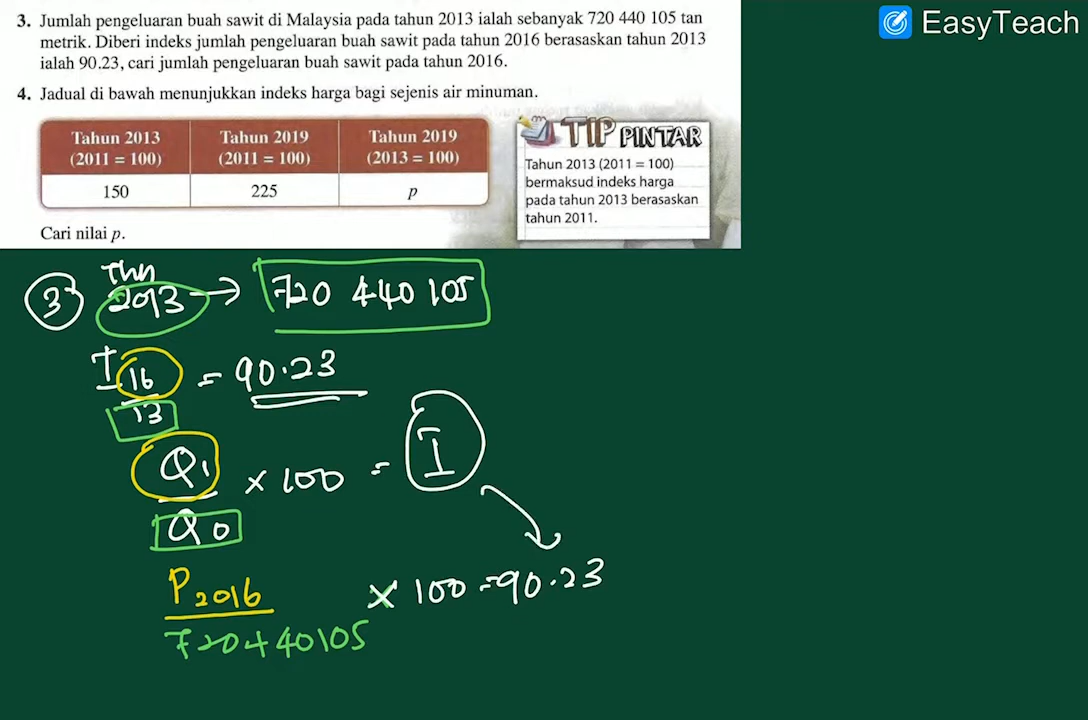 3. Jumlah pengeluaran buah sawit di Malaysia pada tahun 2013 ialah sebanyak 720 440 105 tan
metrik. Diberi indeks jumlah pengeluaran buah sawit pada tahun 2016 berasaskan tahun 2013
ialah 90.23, cari jumlah pengeluaran buah sawit pada tahun 2016.
4. Jadual di bawah menunjukkan indeks harga bagi sejenis air minuman.
Tahun 2013 (2011 = 100)
Tahun 2019 (2011 = 100)
Tahun 2019 (2013 = 100)
150 225 p
Cari nilai p.
TIP PINTAR
Tahun 2013 (2011 = 100)
bermaksud indeks harga
pada tahun 2013 berasaskan
tahun 2011.
EasyTeach
3 Thn
2013 → 720 440 105
I 16/13 = 90.23
Q1/Q0 × 100 = I
P2016/720440105 × 100 = 90.23